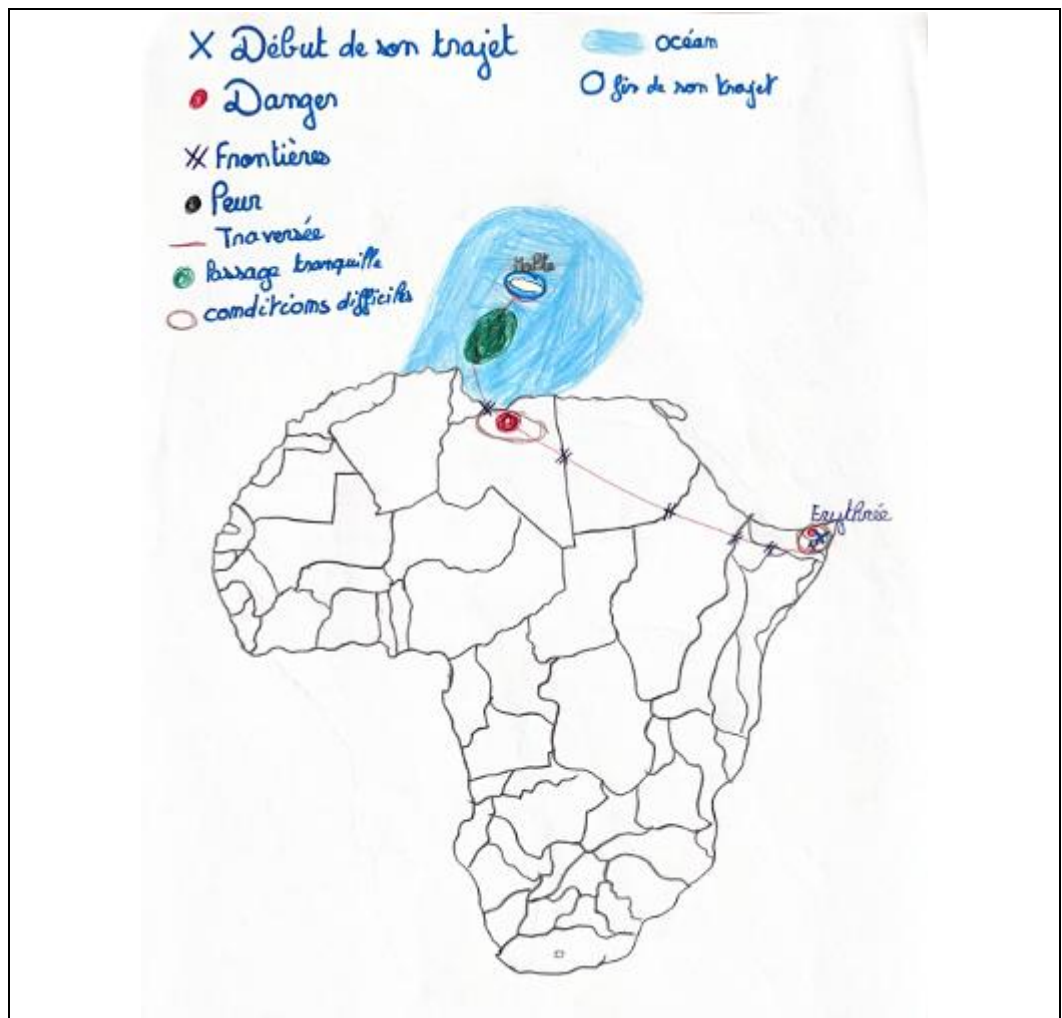 Début de son trajet
Danger
Frontières
Peur
Traversée
Passage tranquille
conditions difficiles
océan
fin de son trajet
Malte
Erythrée